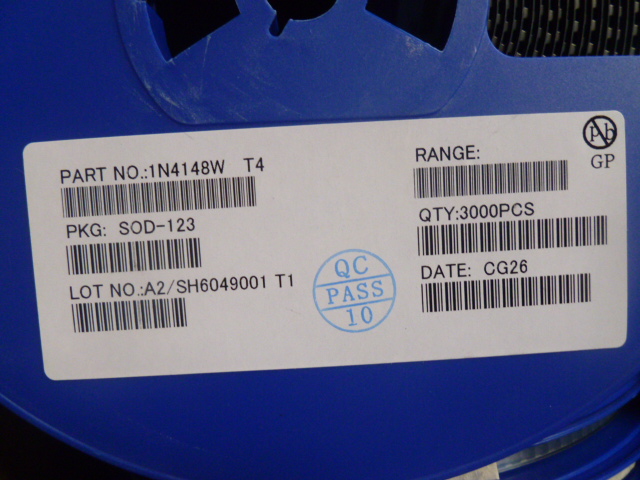 PART NO.:1N4148W T4
PKG: SOD-123
LOT NO.:A2/SH6049001 T1
QC
PASS
10
RANGE:
QTY:3000PCS
DATE: CG26
Pb
GP